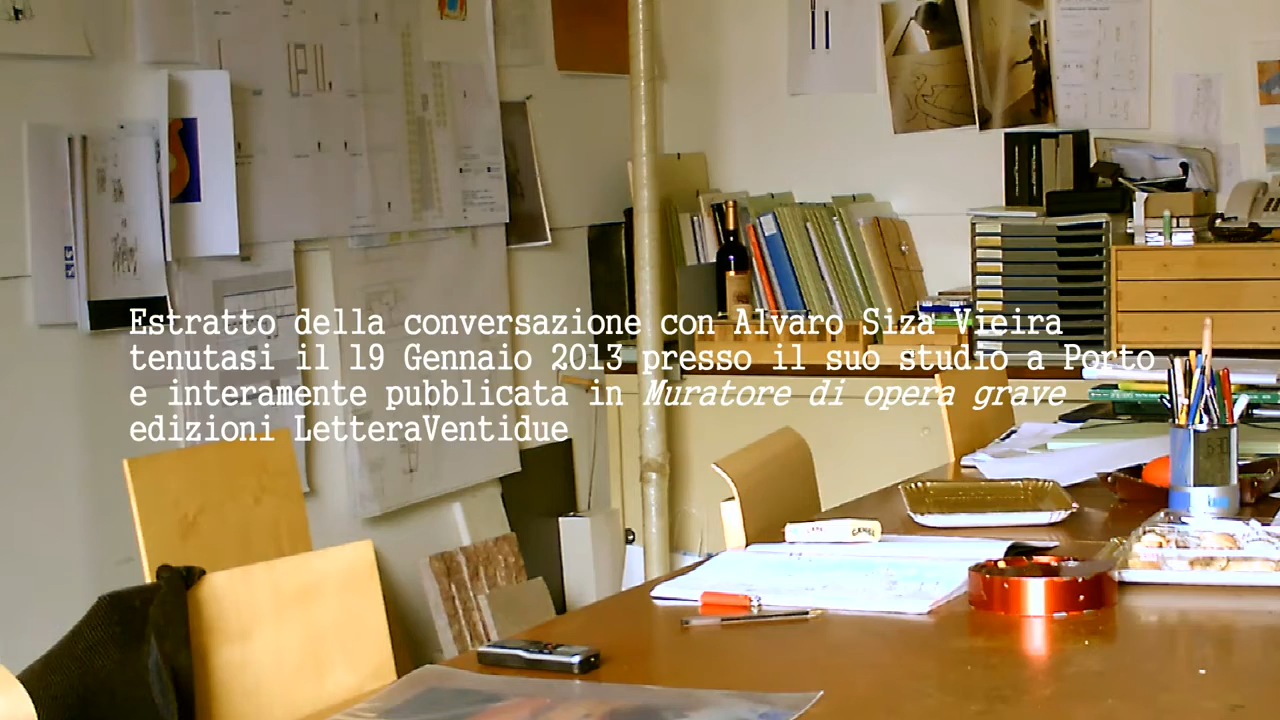 Estratto della conversazione con Alvaro Siza Vieira
tenutasi il 19 Gennaio 2013 presso il suo studio a Porto
e interamente pubblicata in Muratore di opera grave
edizioni LetteraVentidue
CAMEL